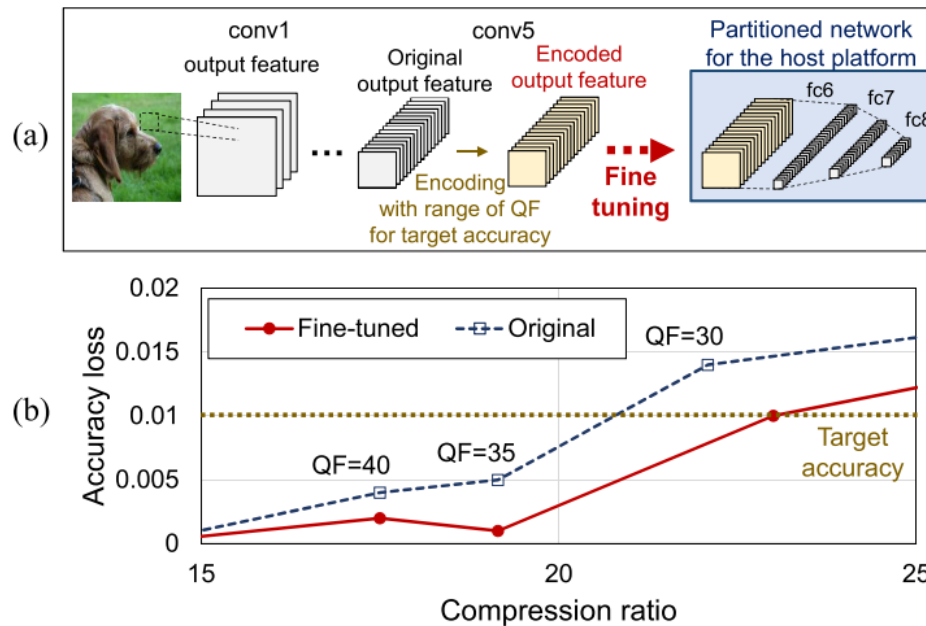 (a)
conv1
output feature
...
conv5
Original
output feature
Encoded
output feature
Encoding
with range of QF
for target accuracy
Fine
tuning
Partitioned network
for the host platform
fc6
fc7
fc8
(b)
Accuracy loss
0.02
0.015
0.01
0.005
0
Fine-tuned
Original
QF=40
QF=35
QF=30
Target
accuracy
15
20
25
Compression ratio